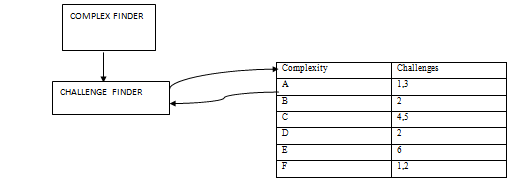 COMPLEX FINDER
CHALLENGE FINDER
Complexity Challenges
A 1,3
B 2
C 4,5
D 2
E 6
F 1,2